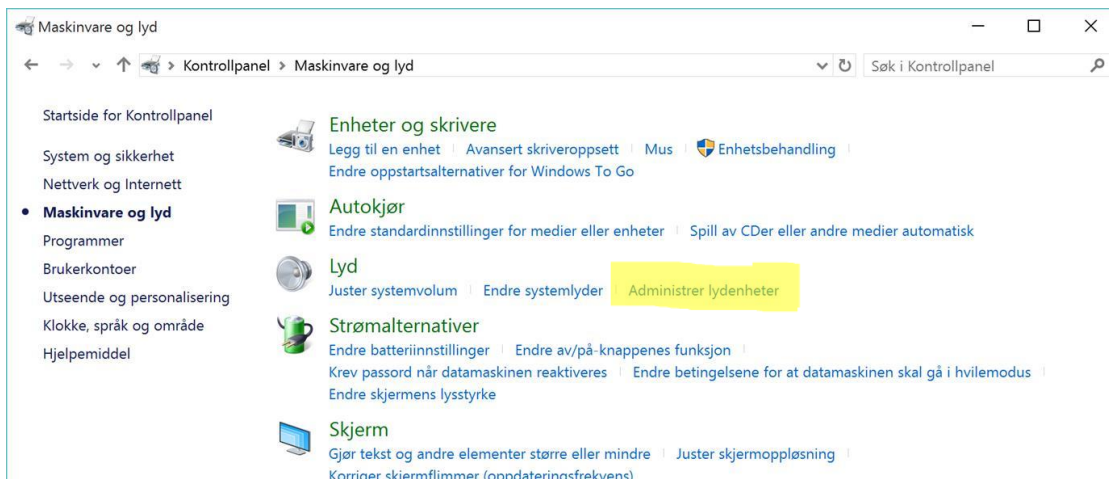 Maskinvare og lyd
Kontrollpanel > Maskinvare og lyd
Søk i Kontrollpanel
Startside for Kontrollpanel
System og sikkerhet
Nettverk og Internett
Maskinvare og lyd
Programmer
Brukerkontoer
Utseende og personalisering
Klokke, språk og område
Hjelpemiddel
Enheter og skrivere
Legg til en enhet Avansert skriveroppsett Mus Enhetsbehandling
Endre oppstartsalternativer for Windows To Go
Autokjør
Endre standardinnstillinger for medier eller enheter Spill av CDer eller andre medier automatisk
Lyd
Juster systemvolum Endre systemlyder Administrer lydenheter
Strømalternativer
Endre batteriinnstillinger Endre av/på-knappenes funksjon
Krev passord når datamaskinen reaktiveres Endre betingelsene for at datamaskinen skal gå i hvilemodus
Endre skjermens lysstyrke
Skjerm
Gjør tekst og andre elementer større eller mindre Juster skjermoppløsning
Korriger skjermflimmer (oppdateringsfrekvens)